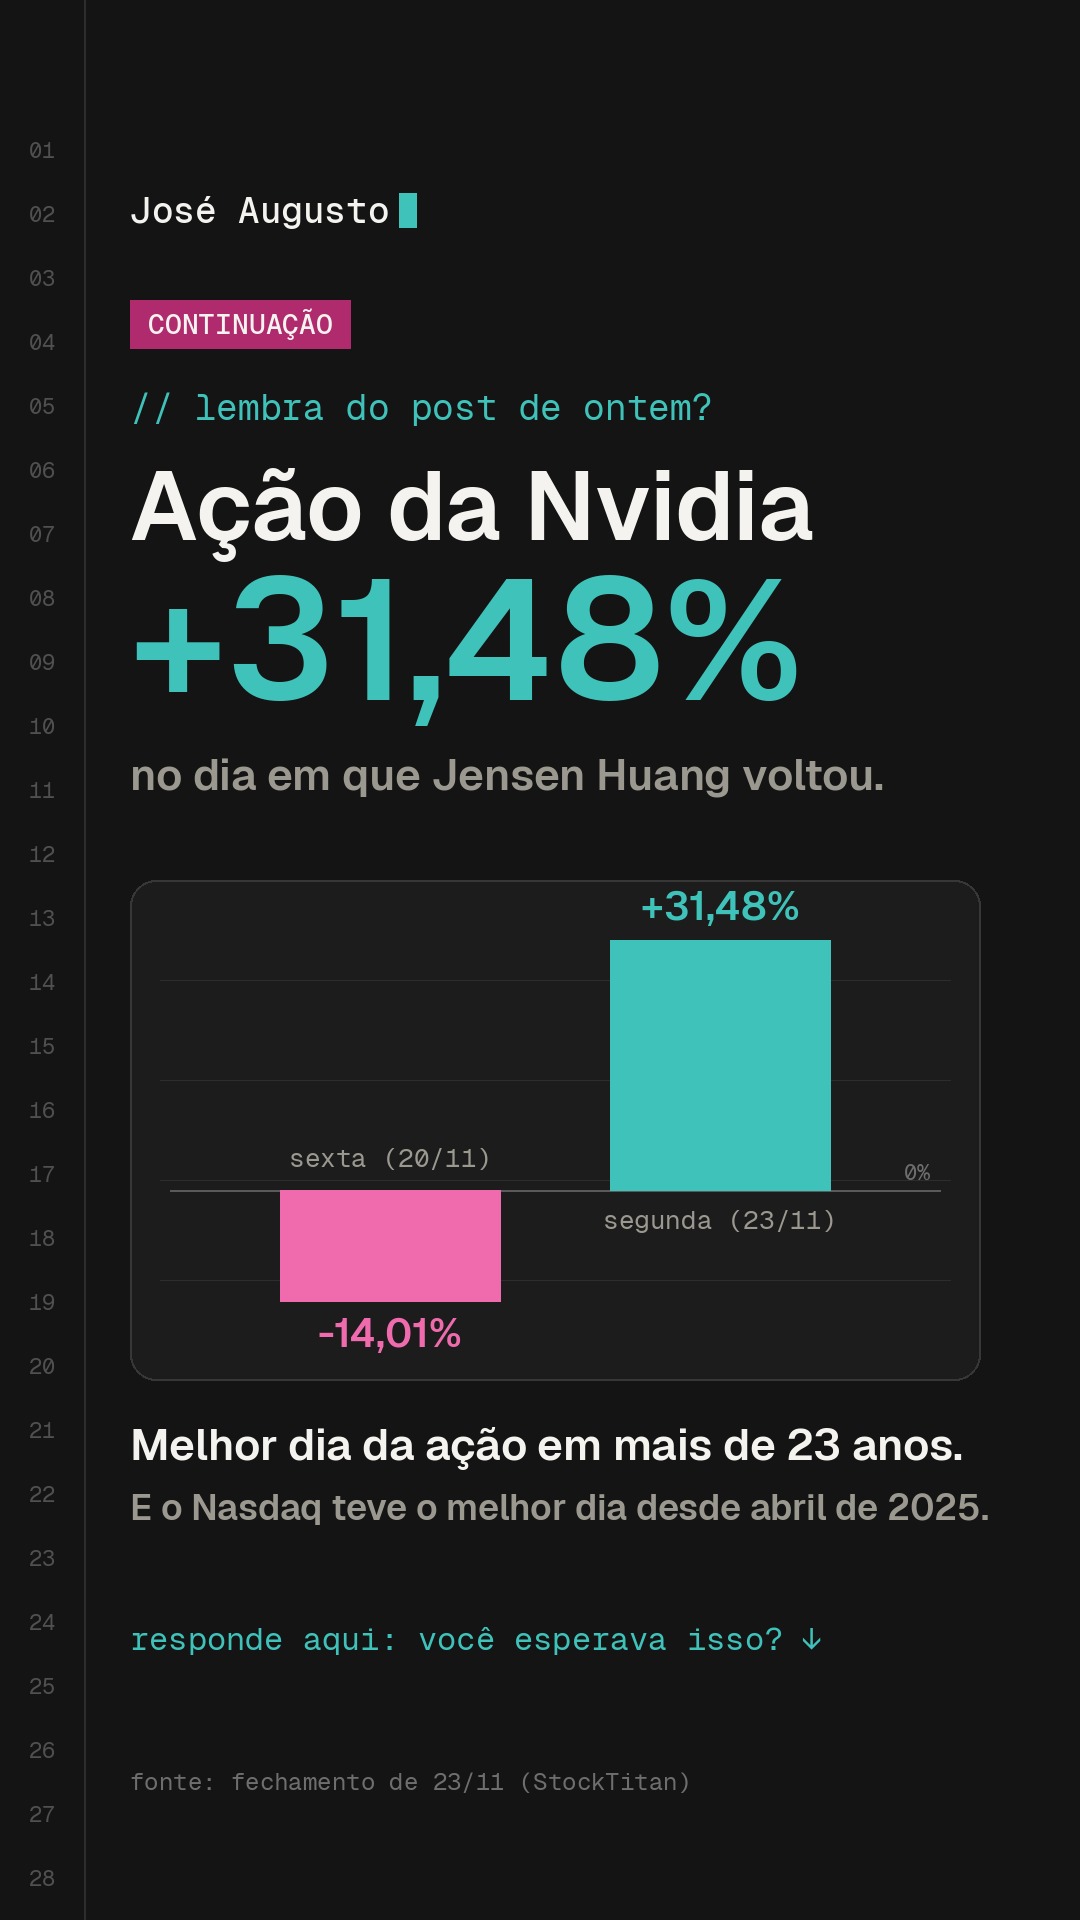 01
02
03
04
05
06
07
08
09
10
11
12
13
14
15
16
17
18
19
20
21
22
23
24
25
26
27
28
José Augusto
CONTINUAÇÃO
// lembra do post de ontem?
Ação da Nvidia
+31,48%
no dia em que Jensen Huang voltou.
+31,48%
sexta (20/11)
0%
segunda (23/11)
-14,01%
Melhor dia da ação em mais de 23 anos.
E o Nasdaq teve o melhor dia desde abril de 2025.
responde aqui: você esperava isso? ↓
fonte: fechamento de 23/11 (StockTitan)